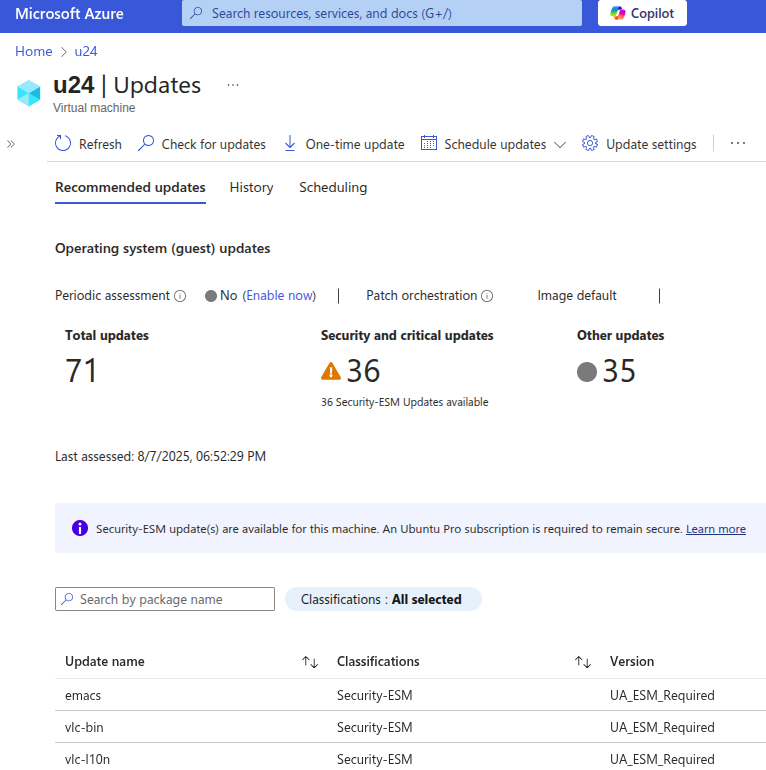 Microsoft Azure
Search resources, services, and docs (G+/)
Copilot
Home > u24
u24 | Updates ...
Virtual machine
Refresh Check for updates One-time update Schedule updates Update settings ...
Recommended updates History Scheduling
Operating system (guest) updates
Periodic assessment No (Enable now) | Patch orchestration Image default |
Total updates Security and critical updates Other updates
71 36 35
36 Security-ESM Updates available
Last assessed: 8/7/2025, 06:52:29 PM
Security-ESM update(s) are available for this machine. An Ubuntu Pro subscription is required to remain secure. Learn more
Search by package name Classifications : All selected
Update name Classifications Version
emacs Security-ESM UA_ESM_Required
vlc-bin Security-ESM UA_ESM_Required
vlc-l10n Security-ESM UA_ESM_Required